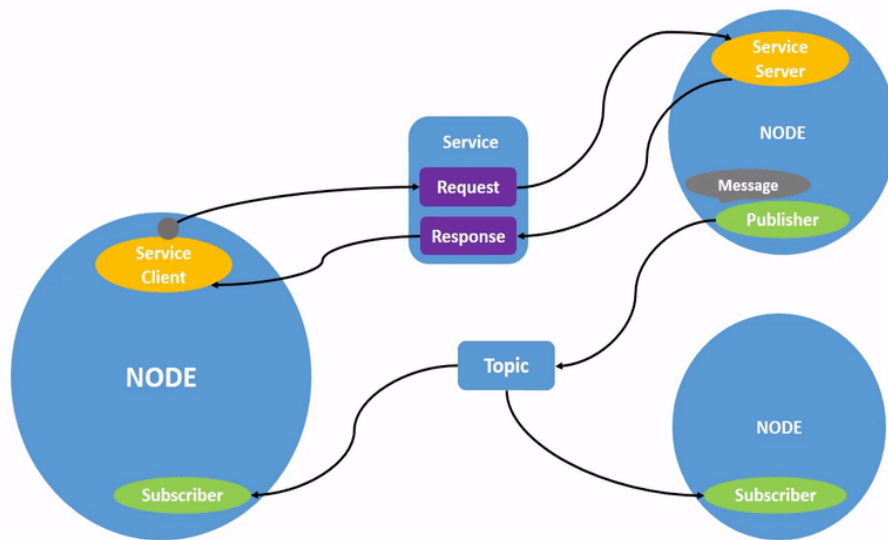 Service
Server
NODE
Message
Publisher
Service
Request
Response
Service
Client
NODE
Subscriber
Topic
NODE
Subscriber